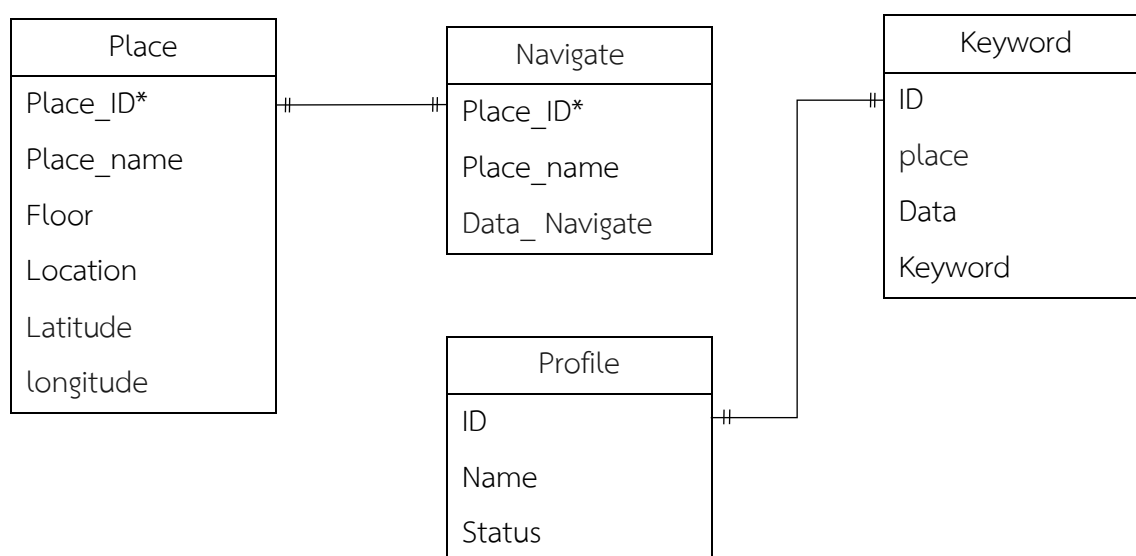 Place
Place_ID*
Place_name
Floor
Location
Latitude
longitude
Navigate
Place_ID*
Place_name
Data_ Navigate
Keyword
ID
place
Data
Keyword
Profile
ID
Name
Status